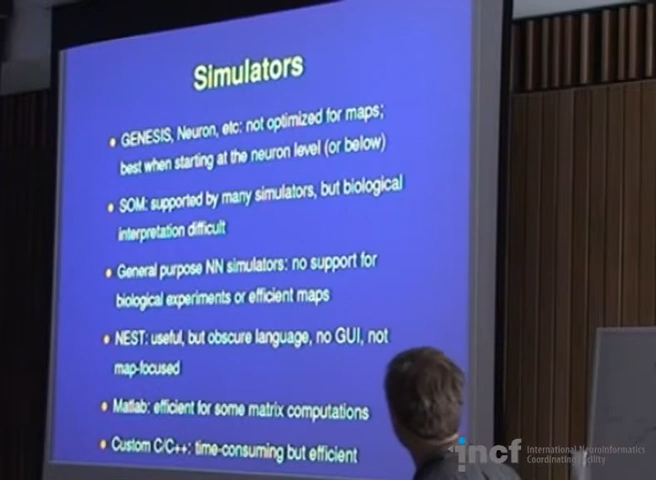 Simulators
GENESIS, Neuron, etc: not optimized for maps;
best when starting at the neuron level (or below)
SOM: supported by many simulators, but biological
interpretation difficult
General purpose NN simulators: no support for
biological experiments or efficient maps
NEST: useful, but obscure language, no GUI, not
map-focused
Matlab: efficient for some matrix computations
Custom C/C++: time-consuming but efficient
incf International Neuroinformatics
Coordinating Facility